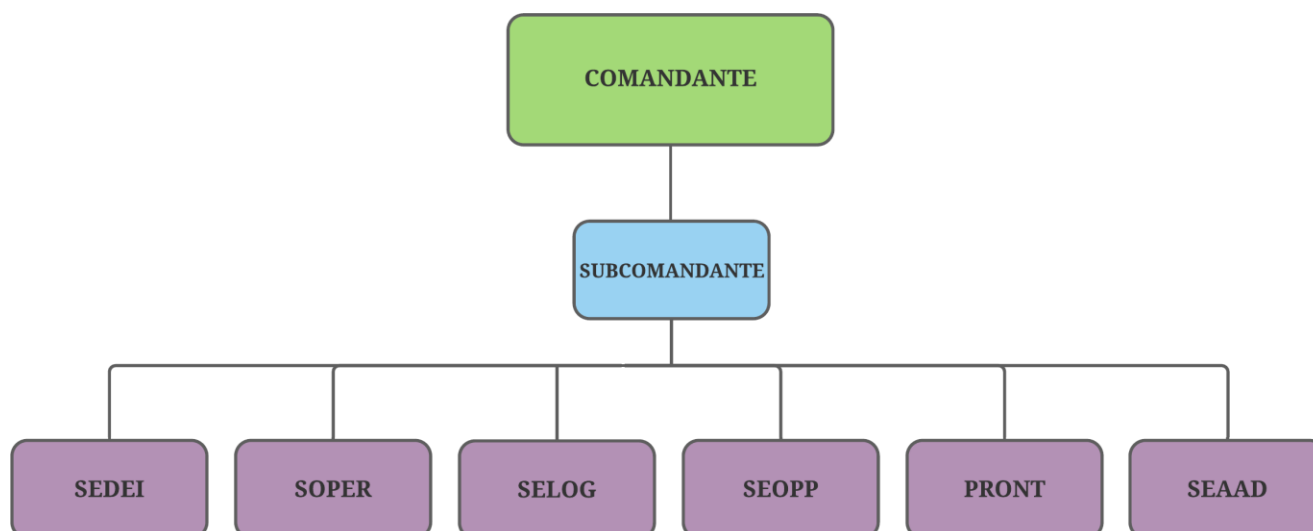 COMANDANTE
SUBCOMANDANTE
SEDEI
SOPER
SELOG
SEOPP
PRONT
SEAAD